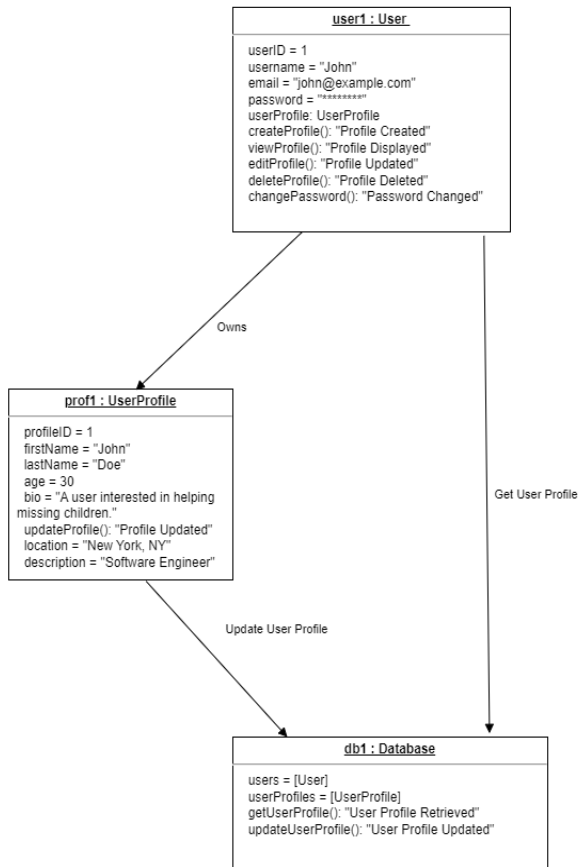 user1 : User
userID = 1
username = "John"
email = "john@example.com"
password = "********"
userProfile: UserProfile
createProfile(): "Profile Created"
viewProfile(): "Profile Displayed"
editProfile(): "Profile Updated"
deleteProfile(): "Profile Deleted"
changePassword(): "Password Changed"
Owns
prof1 : UserProfile
profileID = 1
firstName = "John"
lastName = "Doe"
age = 30
bio = "A user interested in helping
missing children."
updateProfile(): "Profile Updated"
location = "New York, NY"
description = "Software Engineer"
Get User Profile
Update User Profile
db1 : Database
users = [User]
userProfiles = [UserProfile]
getUserProfile(): "User Profile Retrieved"
updateUserProfile(): "User Profile Updated"